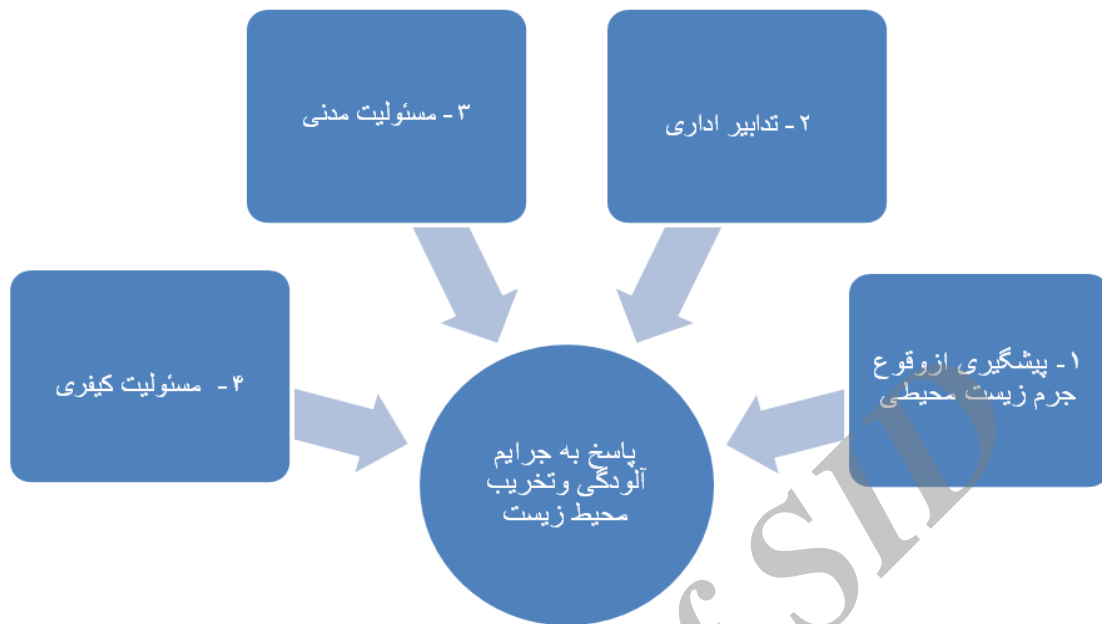 ۱- پیشگیری ازوقوع
جرم زیست محیطی
۲- تدابیر اداری
۳- مسئولیت مدنی
۴- مسئولیت کیفری
پاسخ به جرایم
آلودگی وتخریب
محیط زیست
of SID